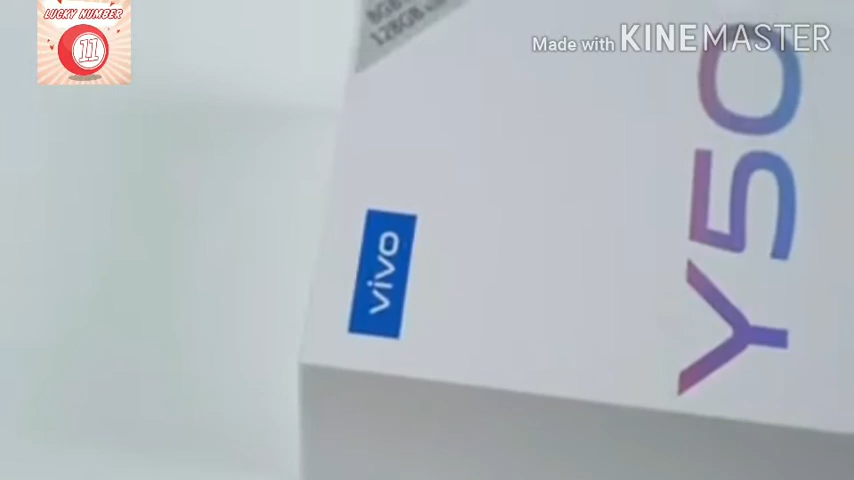 LUCKY NUMBER
11
Made with KINEMASTER
8GB
128GB
vivo
Y50